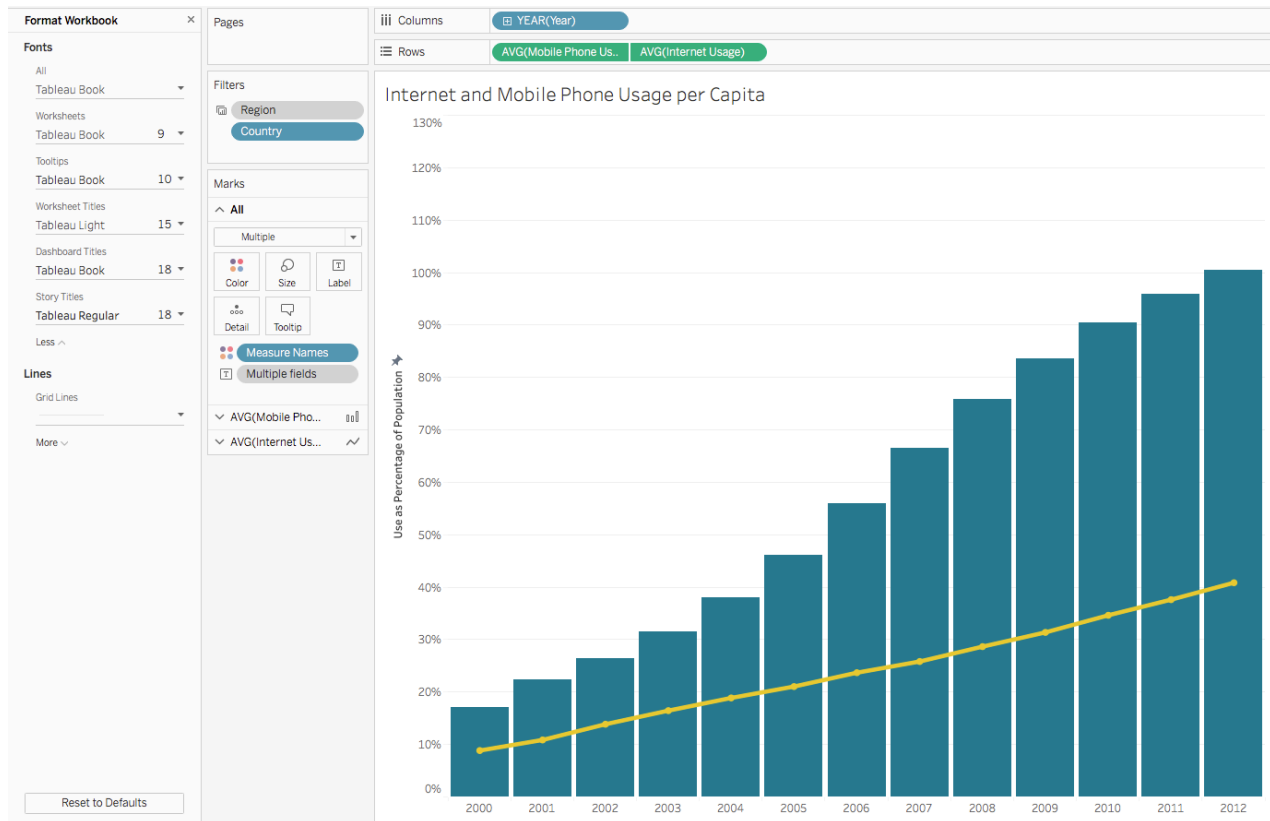 Format Workbook ×
Fonts
All
Tableau Book
Worksheets
Tableau Book 9
Tooltips
Tableau Book 10
Worksheet Titles
Tableau Light 15
Dashboard Titles
Tableau Book 18
Story Titles
Tableau Regular 18
Less
Lines
Grid Lines
More
Reset to Defaults
Pages
Filters
Region
Country
Marks
All
Multiple
Color Size Label
Detail Tooltip
Measure Names
T Multiple fields
AVG(Mobile Pho...
AVG(Internet Us...
Columns YEAR(Year)
Rows AVG(Mobile Phone Us.. AVG(Internet Usage)
Internet and Mobile Phone Usage per Capita
Use as Percentage of Population
130%
120%
110%
100%
90%
80%
70%
60%
50%
40%
30%
20%
10%
0%
2000 2001 2002 2003 2004 2005 2006 2007 2008 2009 2010 2011 2012